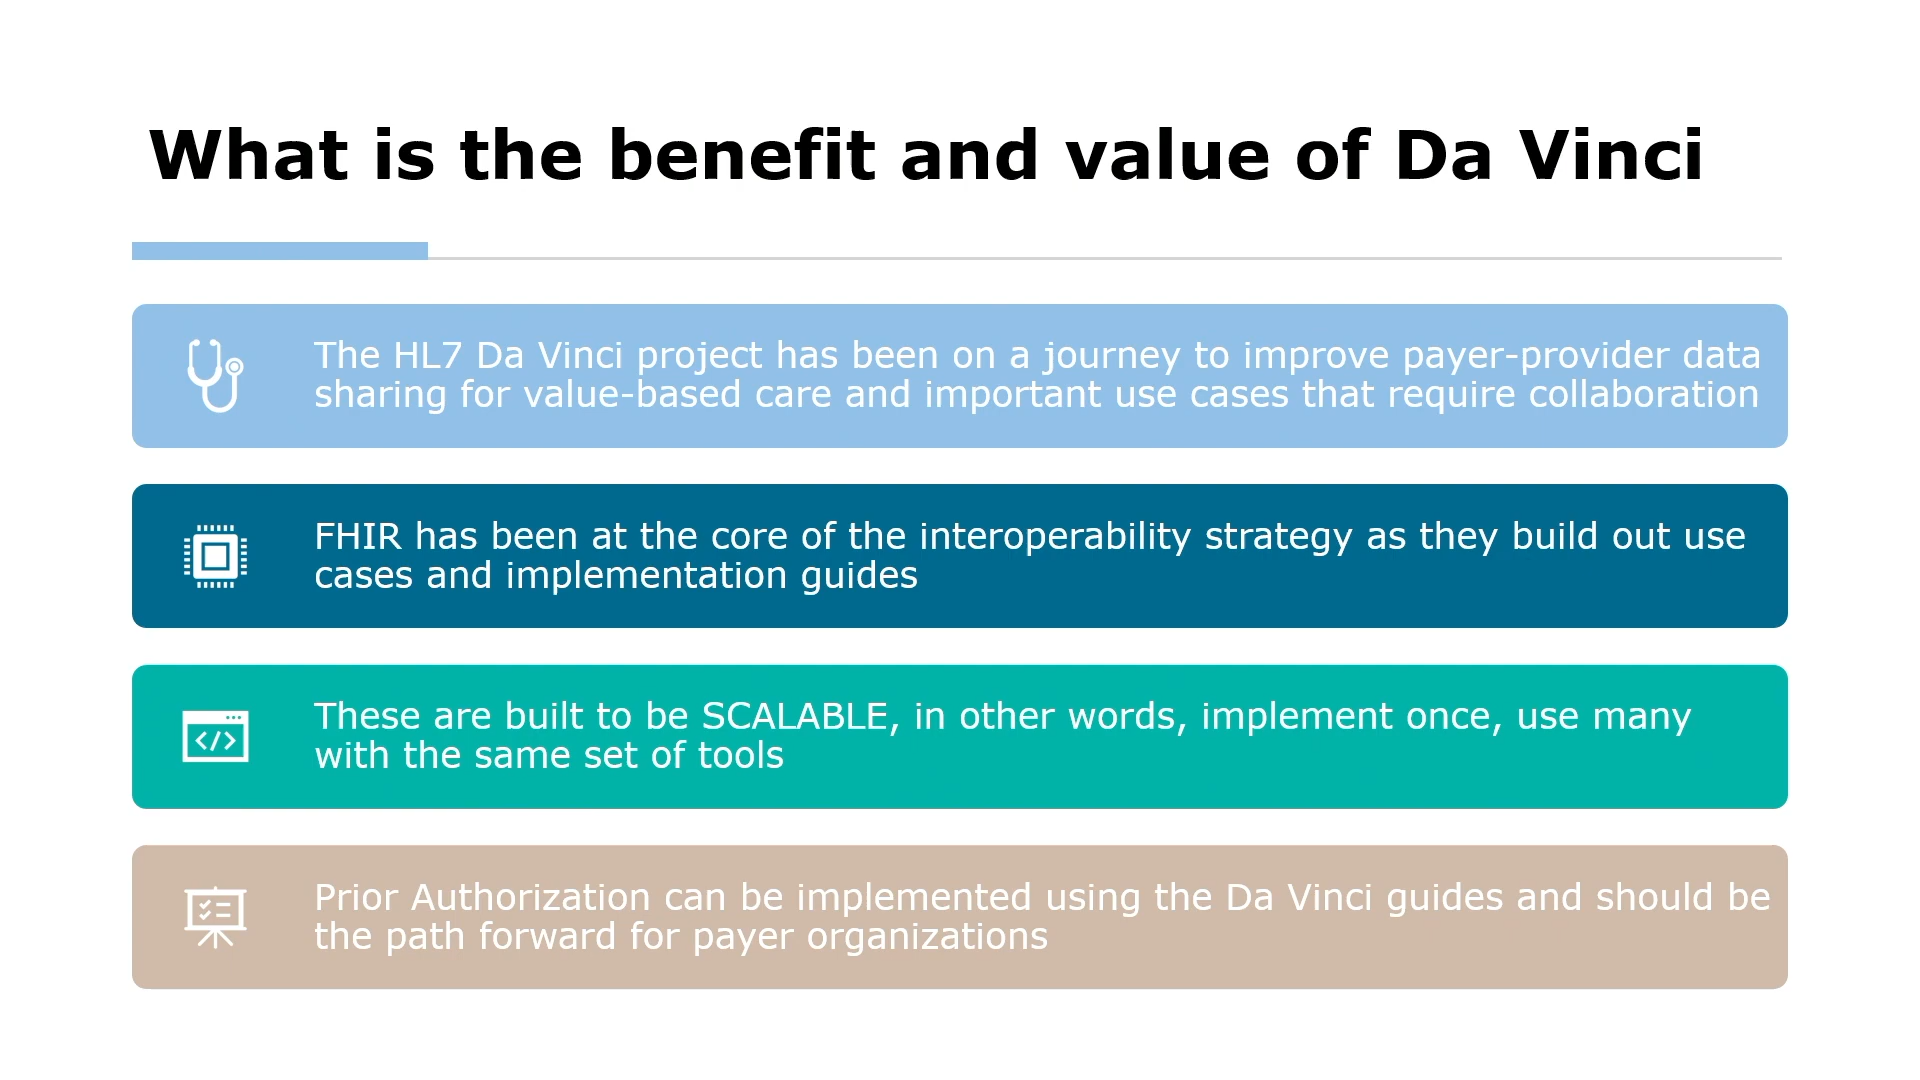 What is the benefit and value of Da Vinci
The HL7 Da Vinci project has been on a journey to improve payer-provider data
sharing for value-based care and important use cases that require collaboration
FHIR has been at the core of the interoperability strategy as they build out use
cases and implementation guides
These are built to be SCALABLE, in other words, implement once, use many
with the same set of tools
Prior Authorization can be implemented using the Da Vinci guides and should be
the path forward for payer organizations